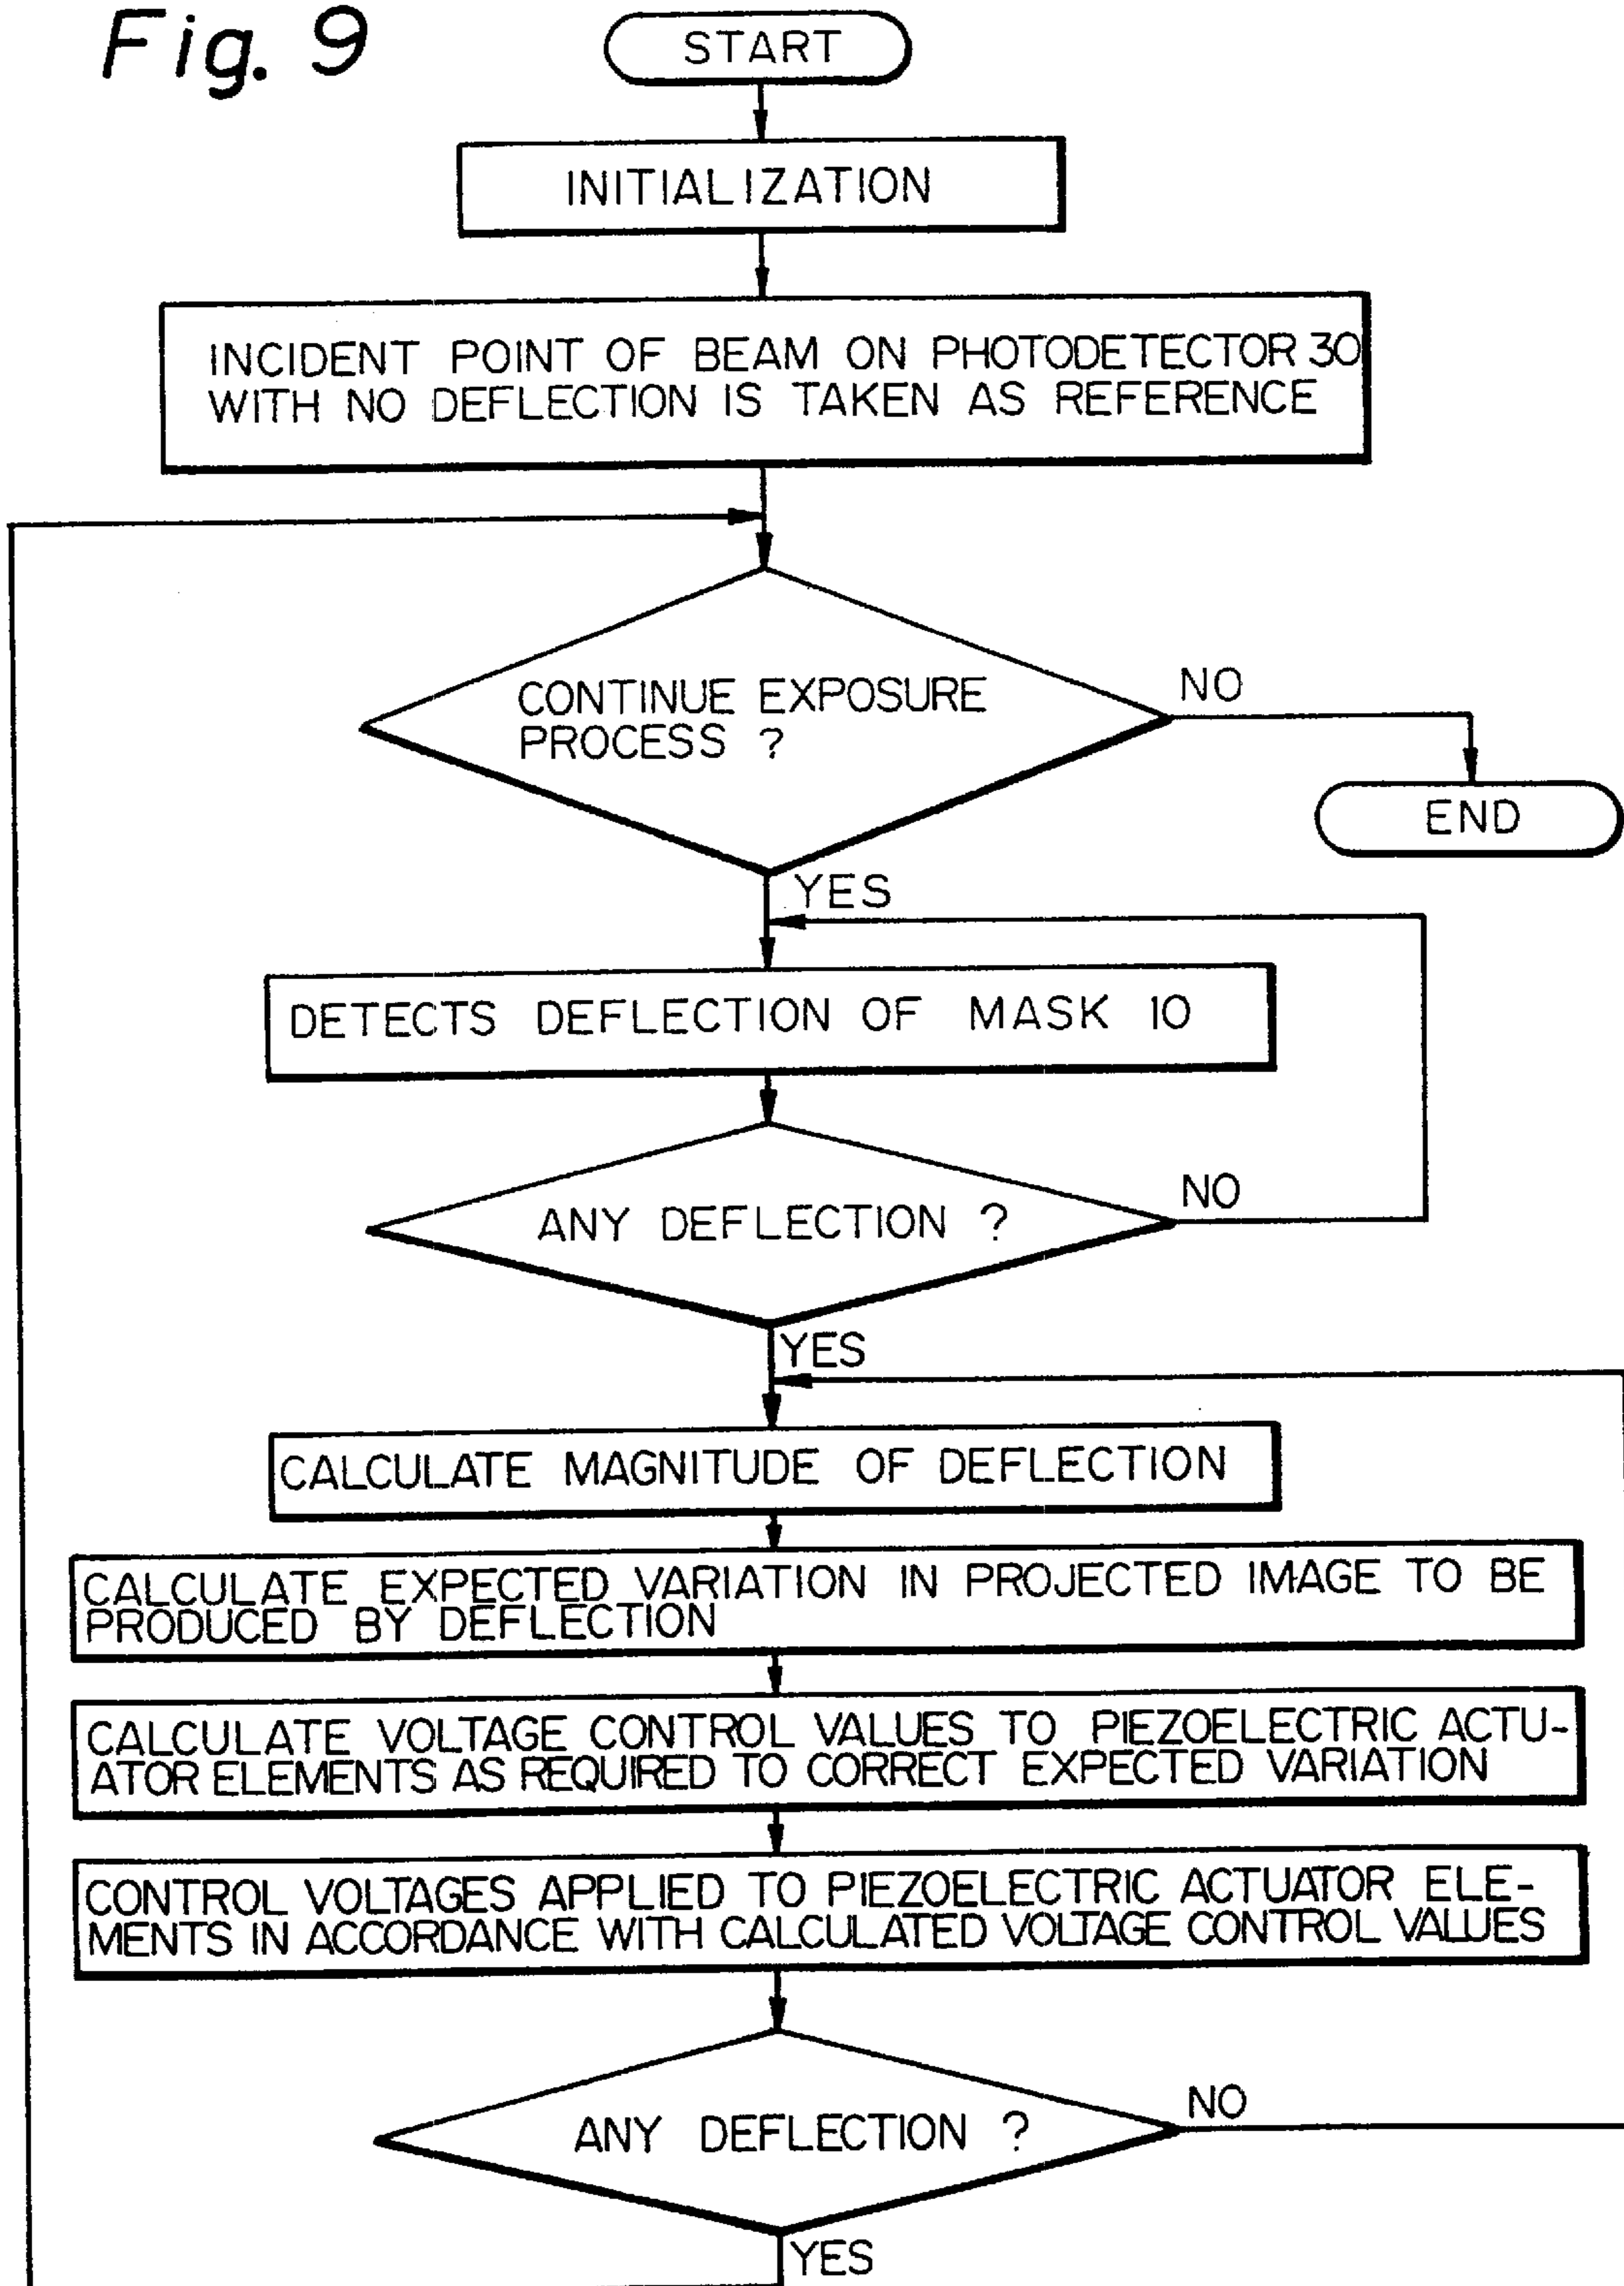 Fig. 9
START
INITIALIZATION
INCIDENT POINT OF BEAM ON PHOTODETECTOR 30
WITH NO DEFLECTION IS TAKEN AS REFERENCE
CONTINUE EXPOSURE
PROCESS ?
NO
END
YES
DETECTS DEFLECTION OF MASK 10
ANY DEFLECTION ?
NO
YES
CALCULATE MAGNITUDE OF DEFLECTION
CALCULATE EXPECTED VARIATION IN PROJECTED IMAGE TO BE
PRODUCED BY DEFLECTION
CALCULATE VOLTAGE CONTROL VALUES TO PIEZOELECTRIC ACTU-
ATOR ELEMENTS AS REQUIRED TO CORRECT EXPECTED VARIATION
CONTROL VOLTAGES APPLIED TO PIEZOELECTRIC ACTUATOR ELE-
MENTS IN ACCORDANCE WITH CALCULATED VOLTAGE CONTROL VALUES
ANY DEFLECTION ?
NO
YES